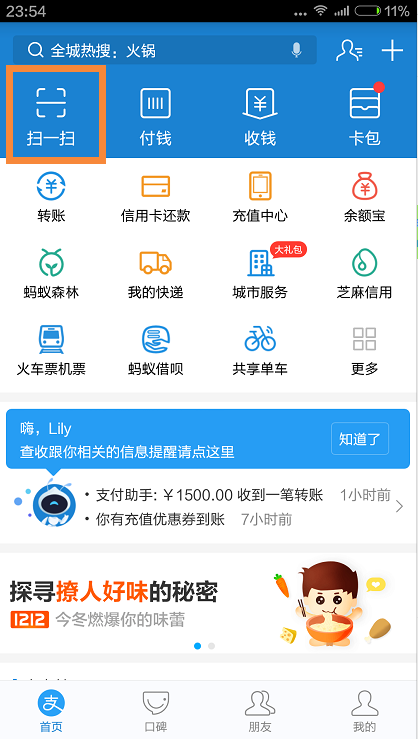 23:54
11%
全城热搜：火锅
扫一扫
付钱
收钱
卡包
转账
信用卡还款
充值中心
余额宝
大礼包
蚂蚁森林
我的快递
城市服务
芝麻信用
火车票机票
蚂蚁借呗
共享单车
更多
嗨，Lily
查收跟你相关的信息提醒请点这里
知道了
· 支付助手: ￥1500.00 收到一笔转账 1小时前
· 你有充值优惠券到账 7小时前
探寻撩人好味的秘密
1212 今冬燃爆你的味蕾
支
首页
口碑
朋友
我的